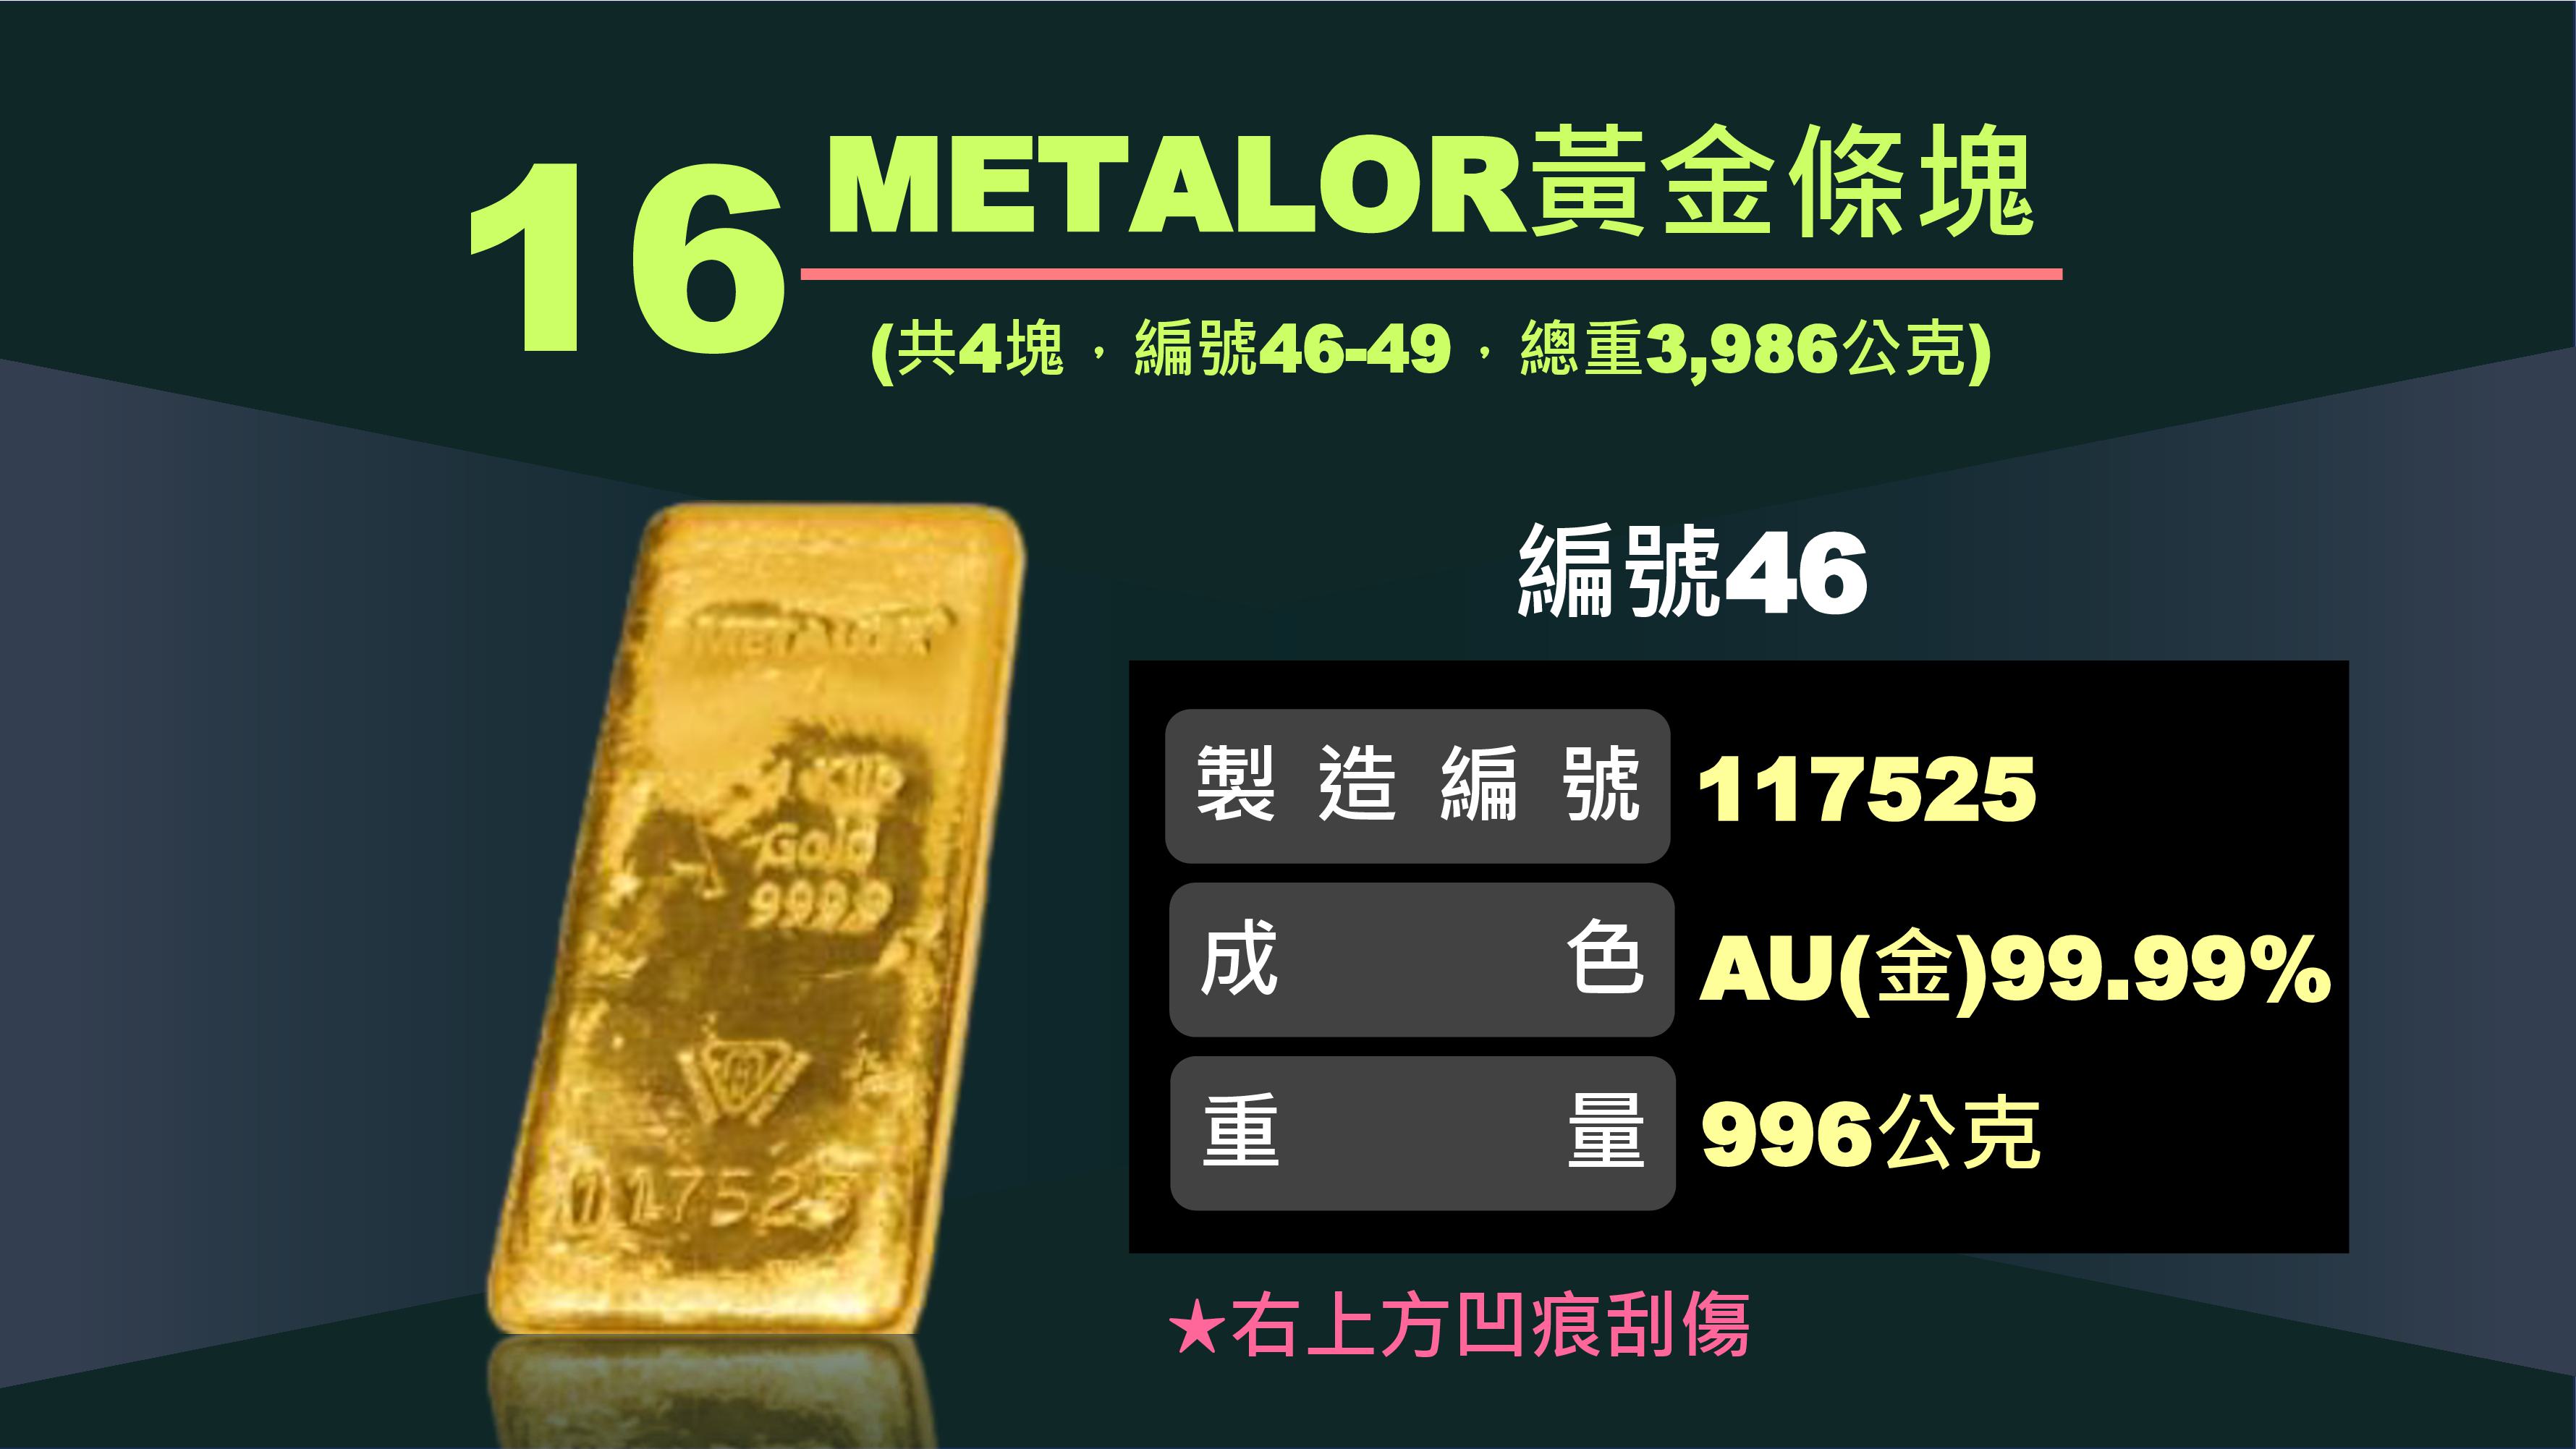 16
METALOR黃金條塊
(共4塊，編號46-49，總重3,986公克)
METALOR
1 Kilo
Gold
9999
117525
編號46
製造編號 117525
成色 AU(金)99.99%
重量 996公克
★右上方凹痕刮傷